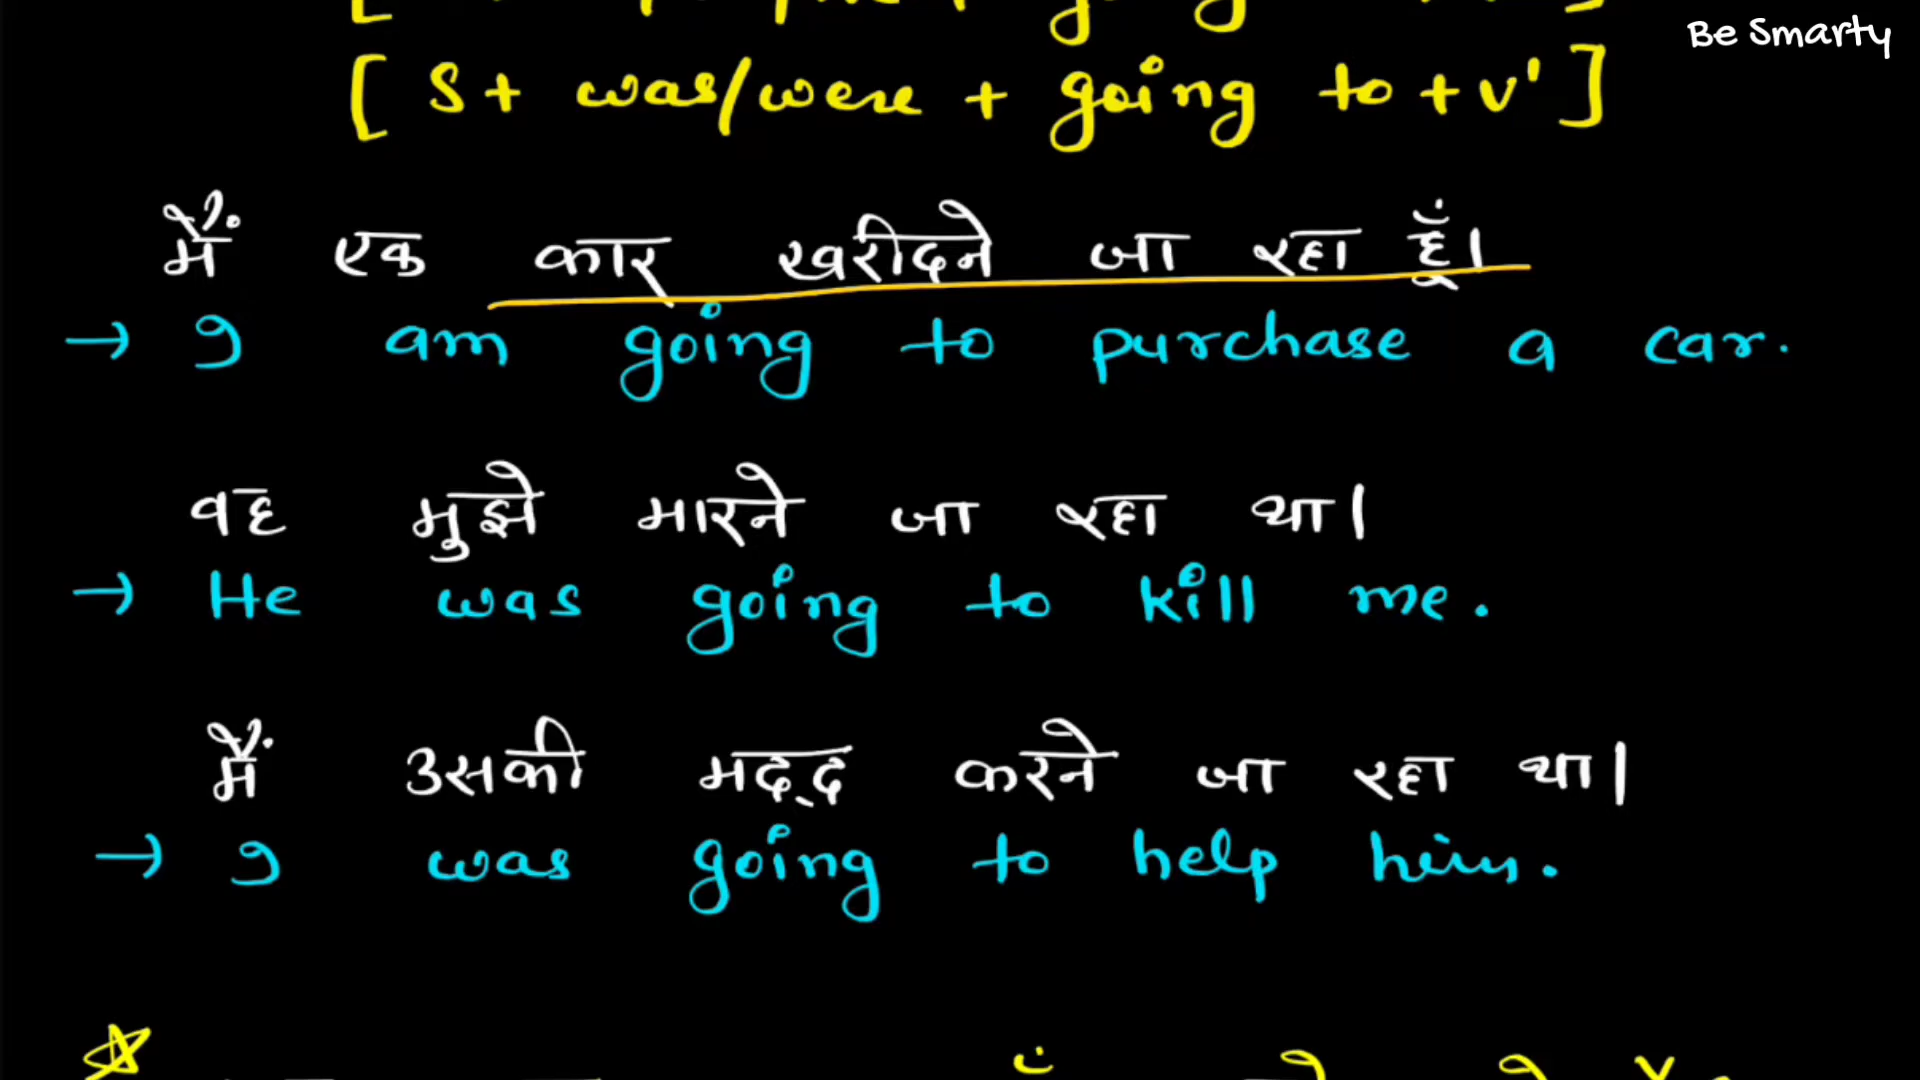 going
Be Smarty
[ S + was/were + going to + v' ]
मैं एक कार खरीदने जा रहा हूँ।
→ I am going to purchase a car.
वह मुझे मारने जा रहा था।
→ He was going to kill me.
मैं उसकी मदद करने जा रहा था।
→ I was going to help him.